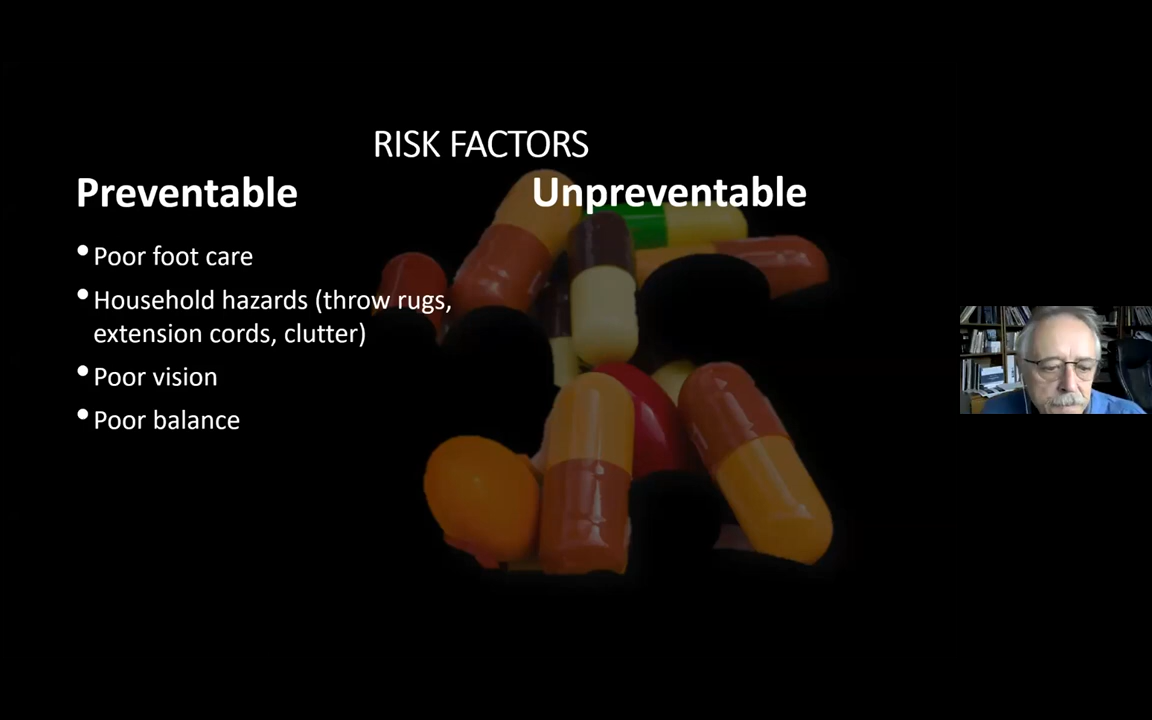 RISK FACTORS
Preventable
Unpreventable
• Poor foot care
• Household hazards (throw rugs,
extension cords, clutter)
• Poor vision
• Poor balance